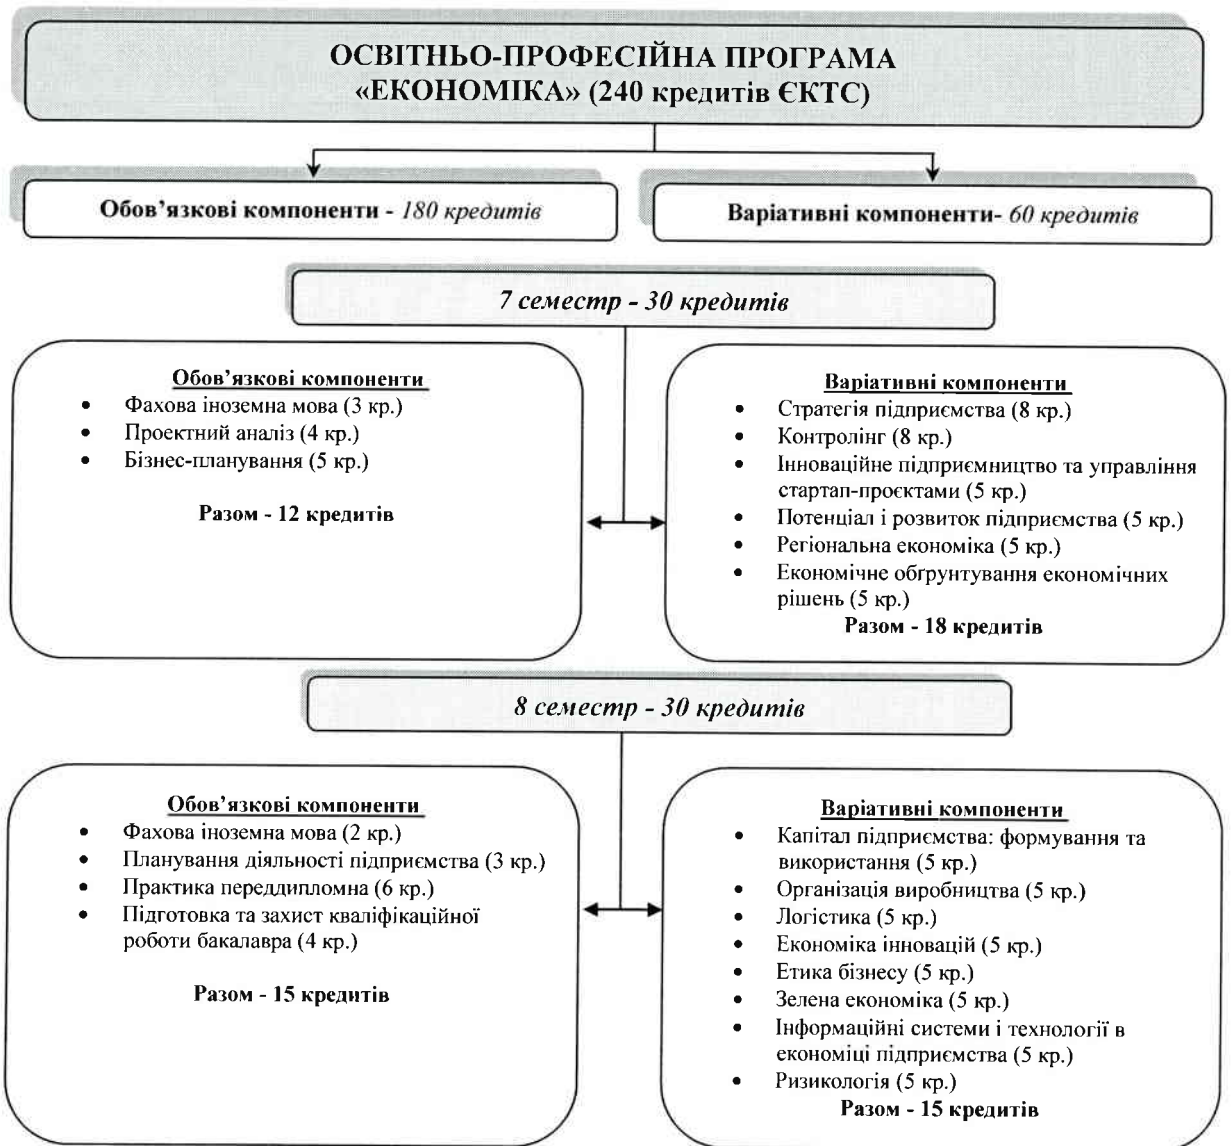 ОСВІТНЬО-ПРОФЕСІЙНА ПРОГРАМА
«ЕКОНОМІКА» (240 кредитів ЄКТС)
Обов’язкові компоненти - 180 кредитів
Варіативні компоненти- 60 кредитів
7 семестр - 30 кредитів
Обов’язкові компоненти
• Фахова іноземна мова (3 кр.)
• Проектний аналіз (4 кр.)
• Бізнес-планування (5 кр.)
Разом - 12 кредитів
Варіативні компоненти
• Стратегія підприємства (8 кр.)
• Контролінг (8 кр.)
• Інноваційне підприємництво та управління
стартап-проєктами (5 кр.)
• Потенціал і розвиток підприємства (5 кр.)
• Регіональна економіка (5 кр.)
• Економічне обґрунтування економічних
рішень (5 кр.)
Разом - 18 кредитів
8 семестр - 30 кредитів
Обов’язкові компоненти
• Фахова іноземна мова (2 кр.)
• Планування діяльності підприємства (3 кр.)
• Практика переддипломна (6 кр.)
• Підготовка та захист кваліфікаційної
роботи бакалавра (4 кр.)
Разом - 15 кредитів
Варіативні компоненти
• Капітал підприємства: формування та
використання (5 кр.)
• Організація виробництва (5 кр.)
• Логістика (5 кр.)
• Економіка інновацій (5 кр.)
• Етика бізнесу (5 кр.)
• Зелена економіка (5 кр.)
• Інформаційні системи і технології в
економіці підприємства (5 кр.)
• Ризикологія (5 кр.)
Разом - 15 кредитів